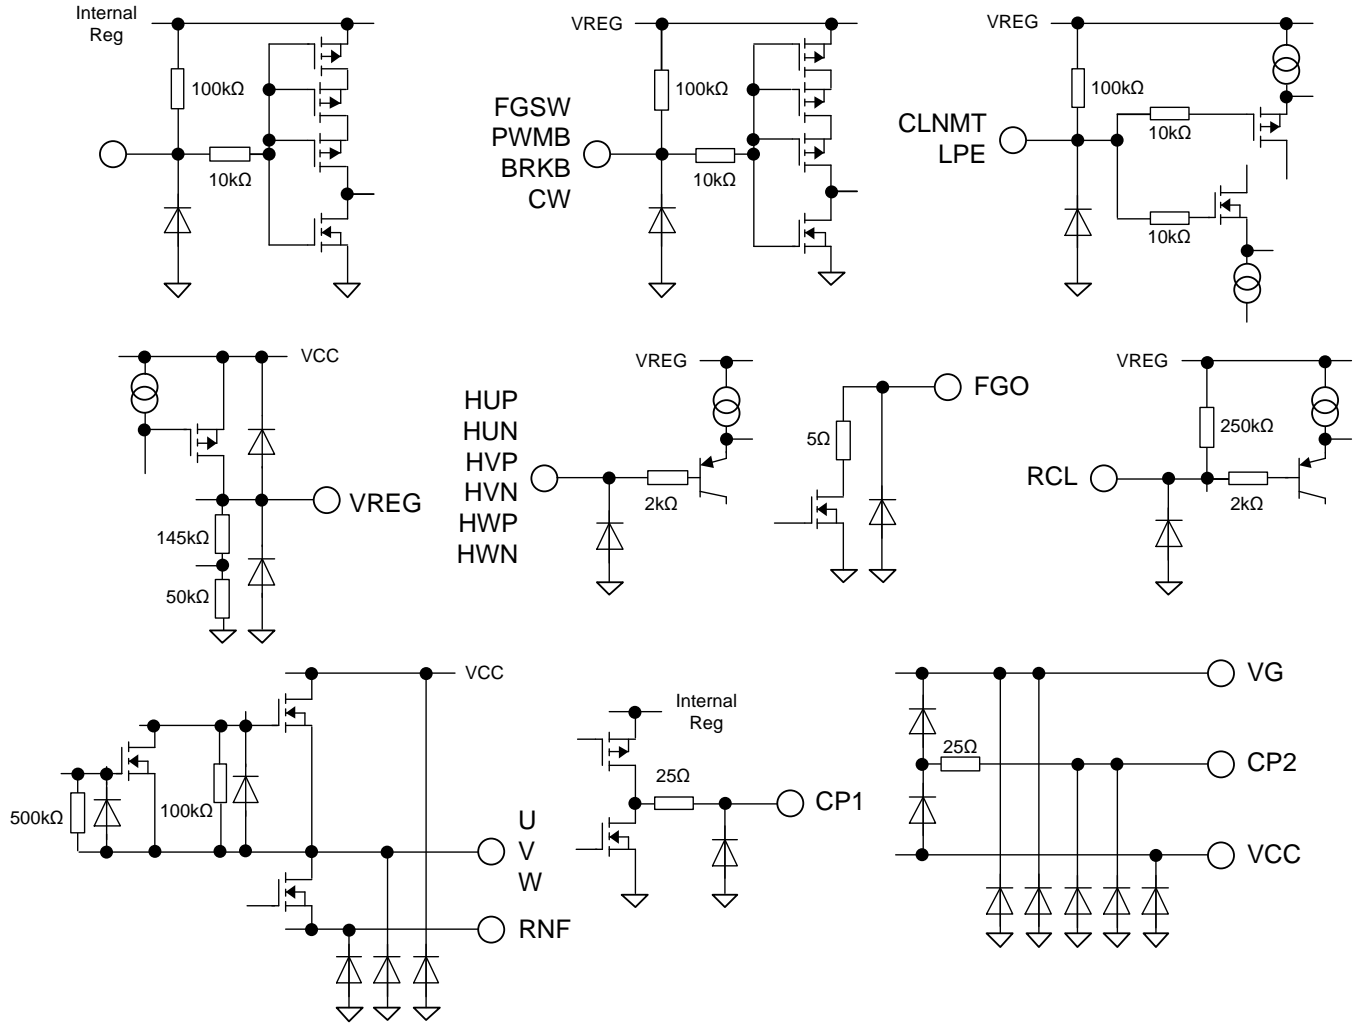 Internal
Reg
100kΩ
10kΩ
VREG
100kΩ
10kΩ
FGSW
PWMB
BRKB
CW
VREG
100kΩ
10kΩ
10kΩ
CLNMT
LPE
VCC
VREG
145kΩ
50kΩ
VREG
HUP
HUN
HVP
HVN
HWP
HWN
2kΩ
FGO
5Ω
VREG
250kΩ
RCL
2kΩ
VCC
500kΩ
100kΩ
U
V
W
RNF
Internal
Reg
25Ω
CP1
VG
25Ω
CP2
VCC